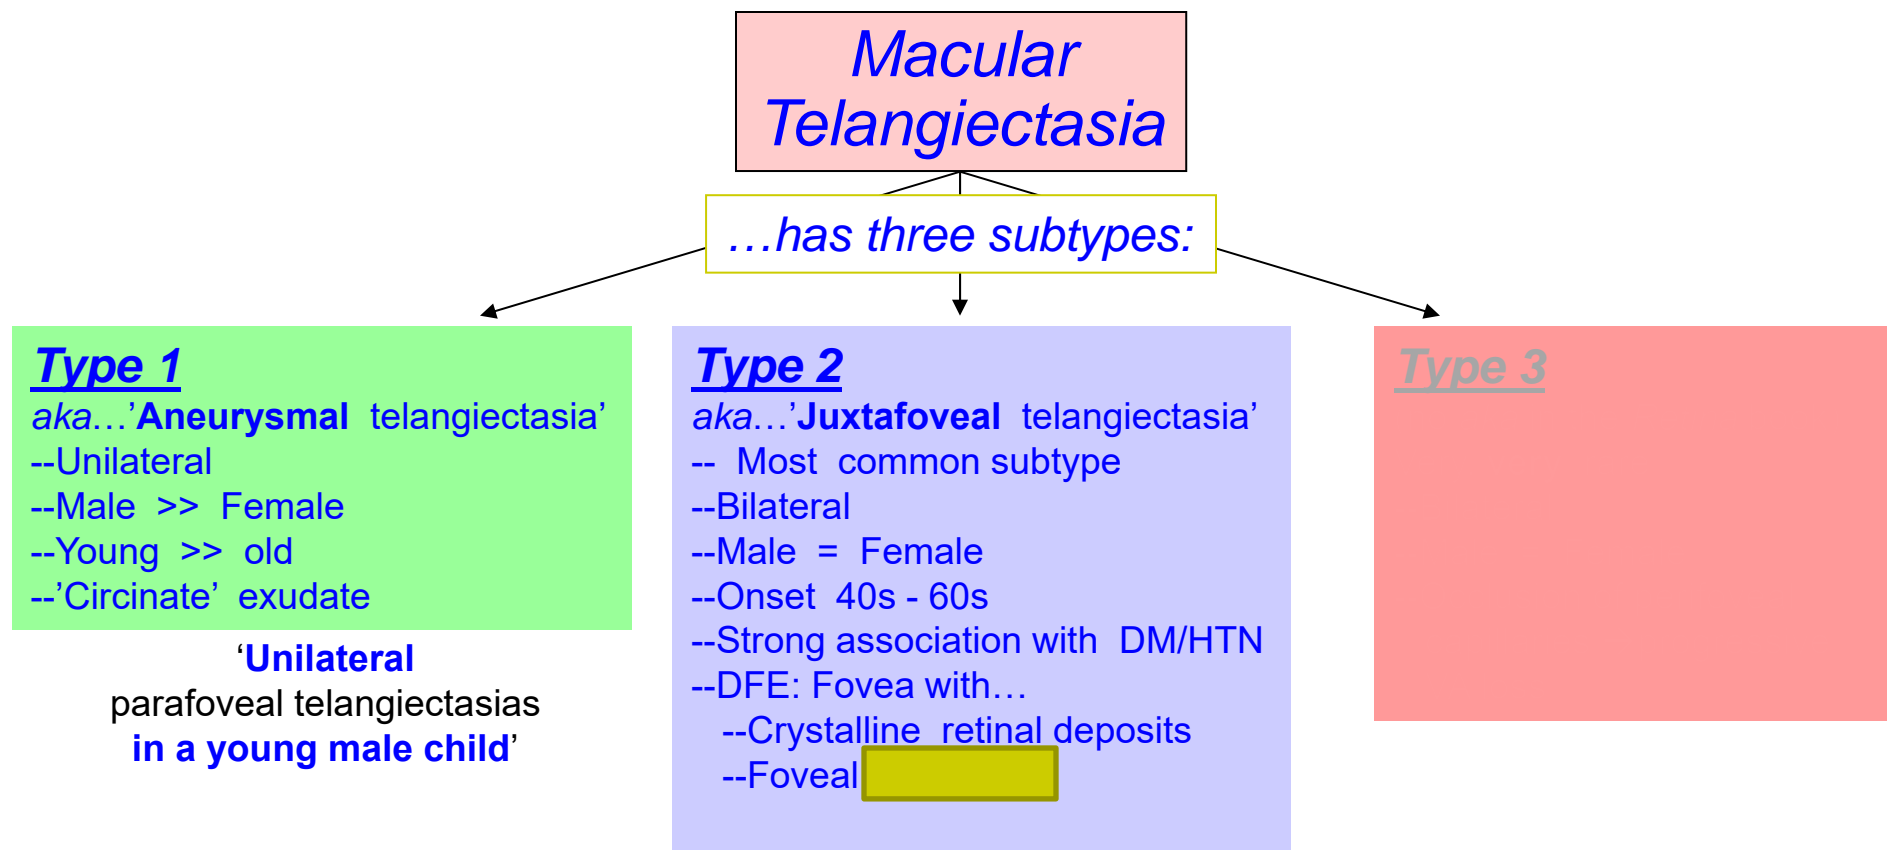 Macular
Telangiectasia
…has three subtypes:
Type 1
aka…’Aneurysmal telangiectasia’
--Unilateral
--Male >> Female
--Young >> old
--’Circinate’ exudate
‘Unilateral
parafoveal telangiectasias
in a young male child’
Type 2
aka…’Juxtafoveal telangiectasia’
-- Most common subtype
--Bilateral
--Male = Female
--Onset 40s - 60s
--Strong association with DM/HTN
--DFE: Fovea with…
--Crystalline retinal deposits
--Foveal
Type 3